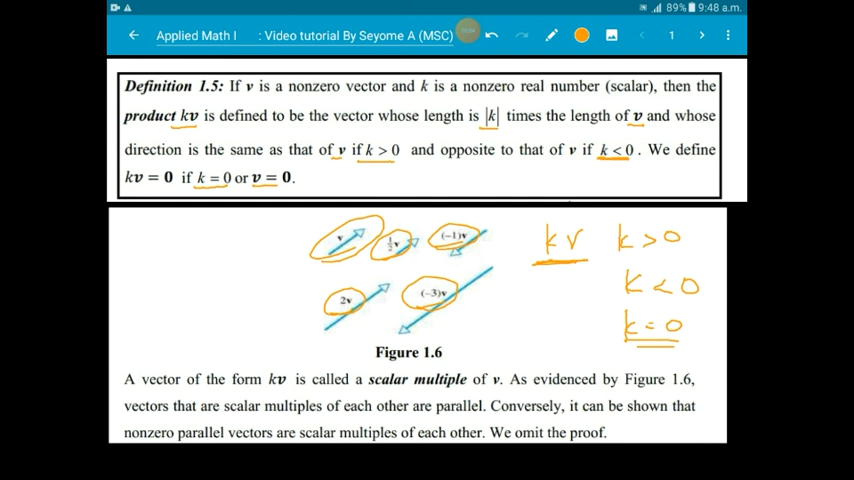 89% 9:48 a.m.
Applied Math I : Video tutorial By Seyome A (MSC) 1
Definition 1.5: If v is a nonzero vector and k is a nonzero real number (scalar), then the
product kv is defined to be the vector whose length is |k| times the length of v and whose
direction is the same as that of v if k > 0 and opposite to that of v if k < 0. We define
kv = 0 if k = 0 or v = 0.
v ½v (-1)v
kv k > 0
k < 0
2v (-3)v
k = 0
Figure 1.6
A vector of the form kv is called a scalar multiple of v. As evidenced by Figure 1.6,
vectors that are scalar multiples of each other are parallel. Conversely, it can be shown that
nonzero parallel vectors are scalar multiples of each other. We omit the proof.